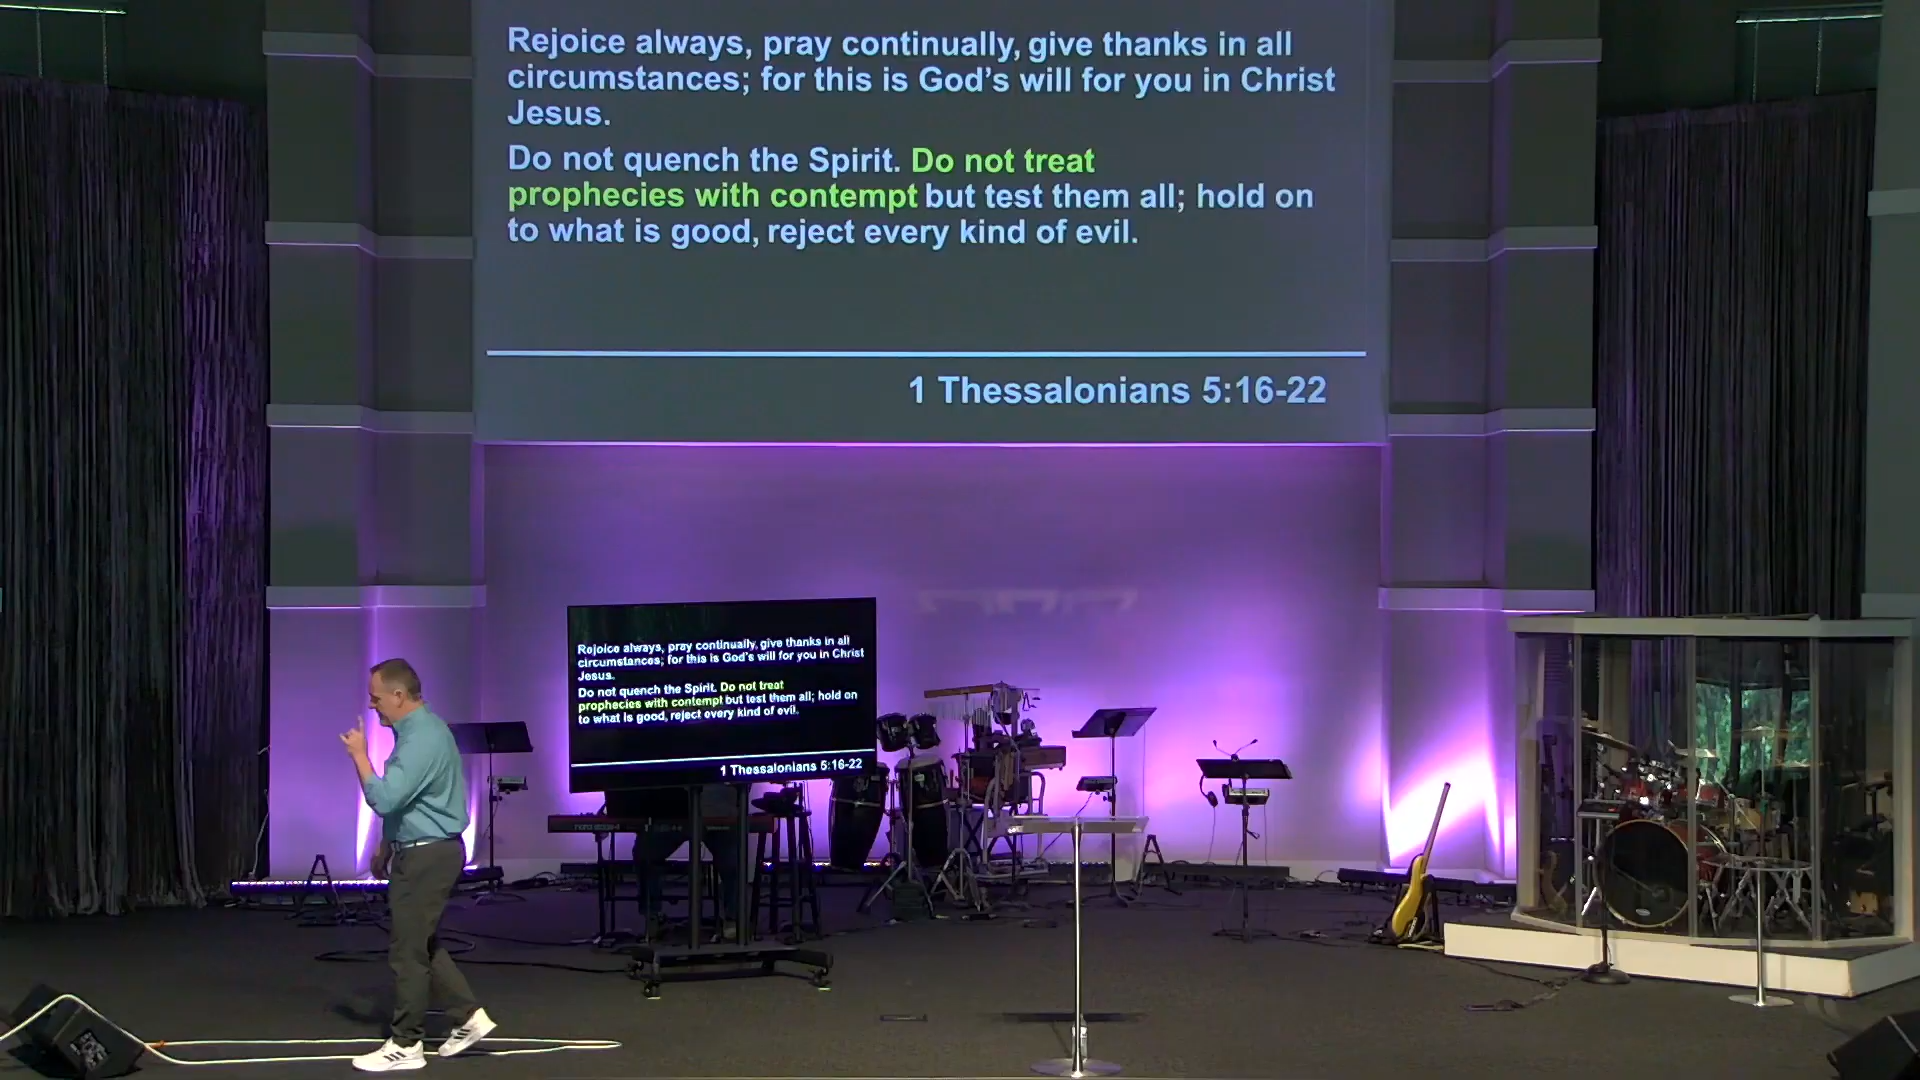 Rejoice always, pray continually, give thanks in all
circumstances; for this is God's will for you in Christ
Jesus.
Do not quench the Spirit. Do not treat
prophecies with contempt but test them all; hold on
to what is good, reject every kind of evil.
1 Thessalonians 5:16-22
Rejoice always, pray continually, give thanks in all
circumstances; for this is God's will for you in Christ
Jesus.
Do not quench the Spirit. Do not treat
prophecies with contempt but test them all; hold on
to what is good, reject every kind of evil.
1 Thessalonians 5:16-22